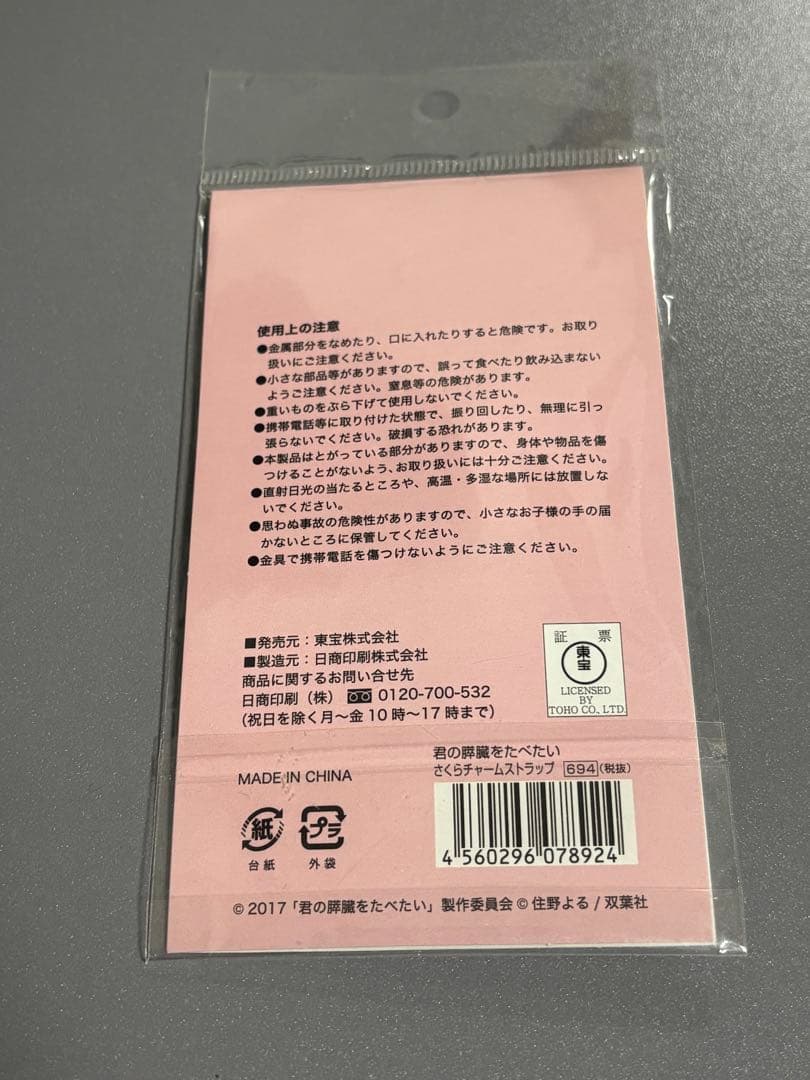 使用上の注意
●金属部分をなめたり、口に入れたりすると危険です。お取り
扱いにご注意ください。
●小さな部品等がありますので、誤って食べたり飲み込まない
ようご注意ください。窒息等の危険があります。
●重いものをぶら下げて使用しないでください。
●携帯電話等に取り付けた状態で、振り回したり、無理に引っ
張らないでください。破損する恐れがあります。
●本製品はとがっている部分がありますので、身体や物品を傷
つけることがないよう、お取り扱いには十分ご注意ください。
●直射日光の当たるところや、高温・多湿な場所には放置しな
いでください。
●思わぬ事故の危険性がありますので、小さなお子様の手の届
かないところに保管してください。
●金具で携帯電話を傷つけないようにご注意ください。
■発売元：東宝株式会社
■製造元：日商印刷株式会社
商品に関するお問い合せ先
日商印刷（株） 0120-700-532
（祝日を除く月〜金10時〜17時まで）
証 票
東宝
LICENSED
BY
TOHO CO., LTD.
君の膵臓をたべたい
さくらチャームストラップ 694（税抜）
MADE IN CHINA
4 560296 078924
紙 プラ
台紙 外袋
© 2017「君の膵臓をたべたい」製作委員会 © 住野よる / 双葉社